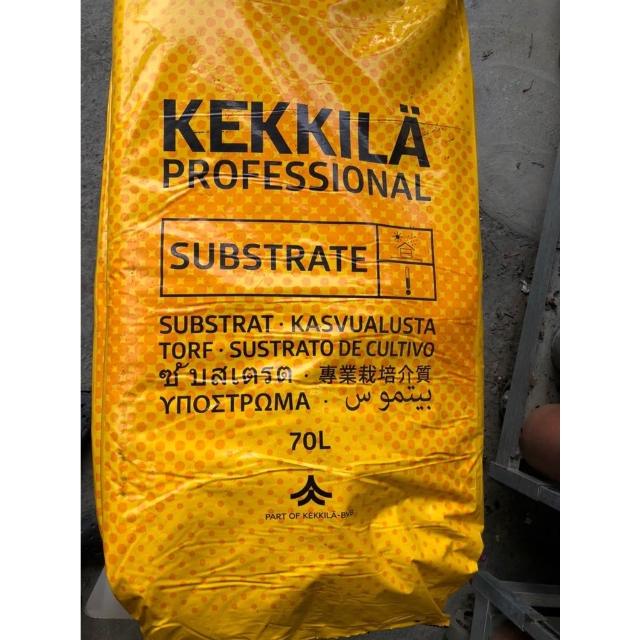 KEKKILÄ
PROFESSIONAL
SUBSTRATE
SUBSTRAT · KASVUALUSTA
TORF · SUSTRATO DE CULTIVO
ซับสเตรต · 專業栽培介質
ΥΠΟΣΤΡΩΜΑ · بيتموس
70L
PART OF KEKKILÄ-BVB